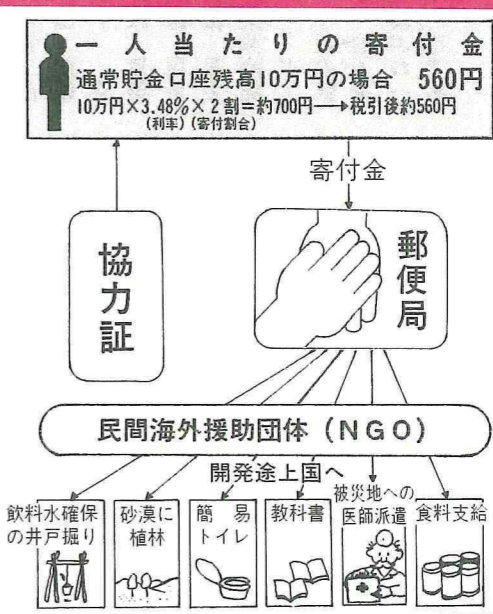 一人当たりの寄付金
通常貯金口座残高10万円の場合 560円
10万円×3.48%×2割=約700円→税引後約560円
(利率)(寄付割合)
寄付金
協力証
郵便局
民間海外援助団体(NGO)
開発途上国へ
飲料水確保
の井戸掘り
砂漠に
植林
簡易
トイレ
教科書
被災地への
医師派遣
食料支給